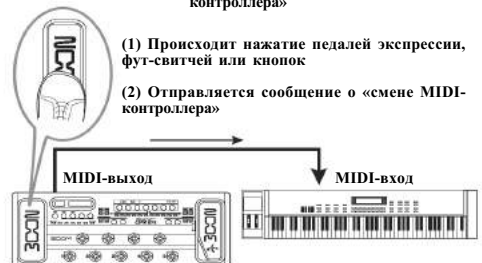 контроллера»
(1) Происходит нажатие педалей экспрессии,
фут-свитчей или кнопок
(2) Отправляется сообщение о «смене MIDI-
контроллера»
MIDI-выход
MIDI-вход
ZOOM